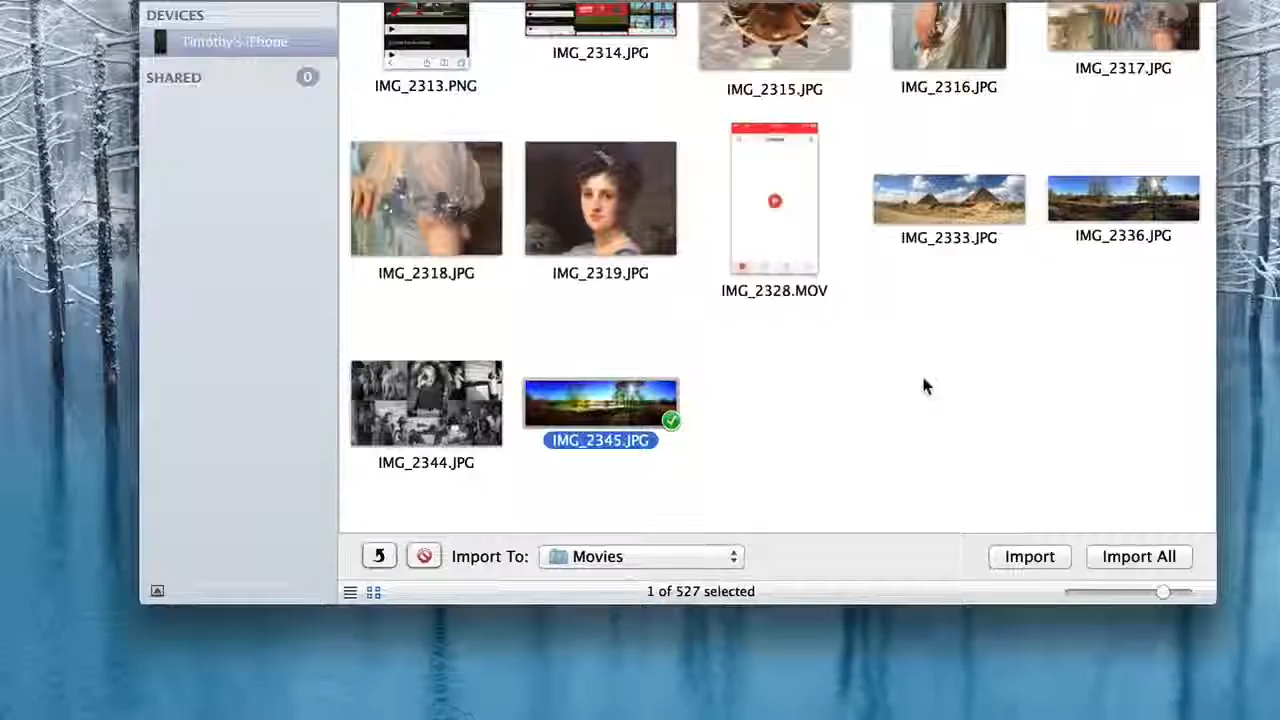 DEVICES
Timothy's iPhone
SHARED 0
IMG_2313.PNG
IMG_2314.JPG
IMG_2315.JPG
IMG_2316.JPG
IMG_2317.JPG
IMG_2318.JPG
IMG_2319.JPG
IMG_2328.MOV
IMG_2333.JPG
IMG_2336.JPG
IMG_2344.JPG
IMG_2345.JPG
Import To: Movies Import Import All
1 of 527 selected